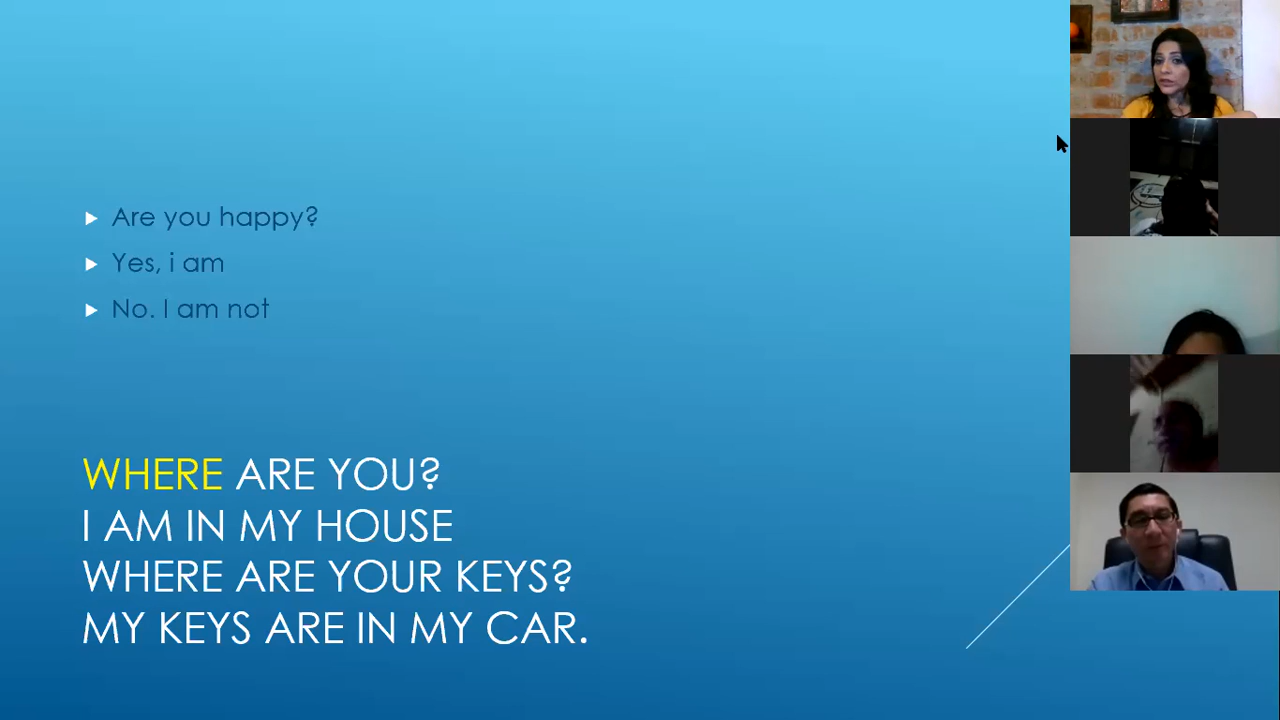 Are you happy?
Yes, i am
No. I am not
WHERE ARE YOU?
I AM IN MY HOUSE
WHERE ARE YOUR KEYS?
MY KEYS ARE IN MY CAR.